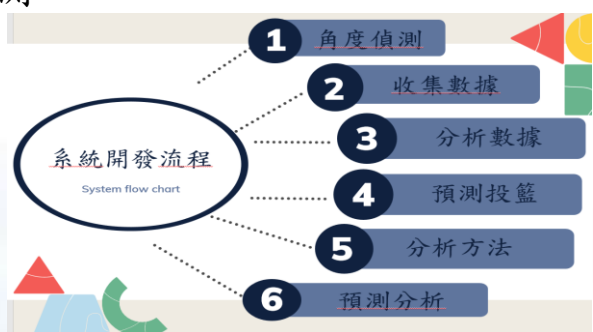 系統開發流程
System flow chart
1 角度偵測
2 收集數據
3 分析數據
4 預測投籃
5 分析方法
6 預測分析